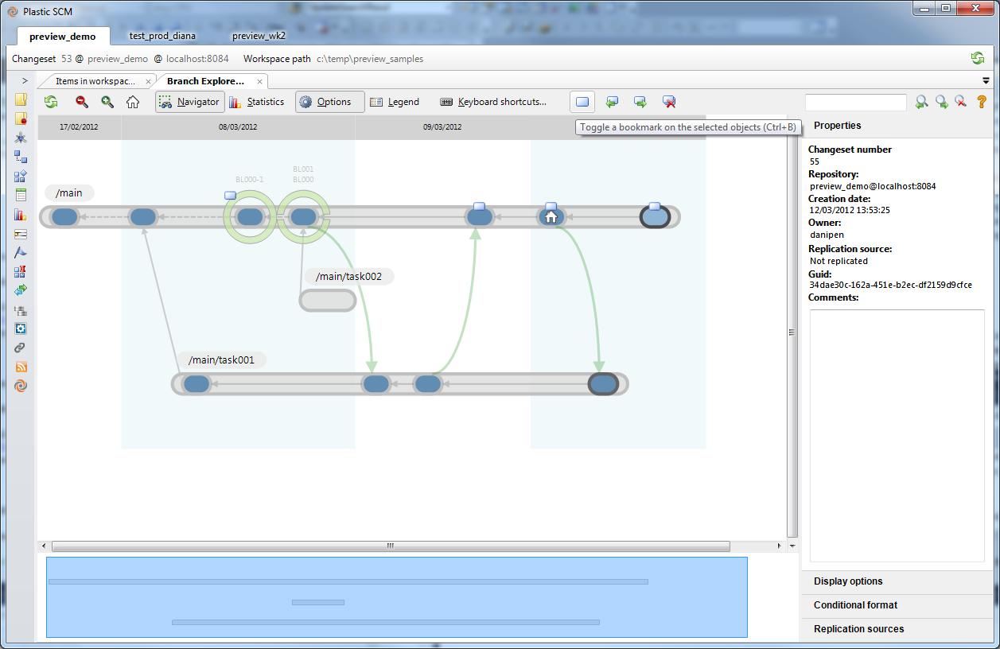 Plastic SCM
preview_demo test_prod_diana preview_wk2
Changeset 53 @ preview_demo @ localhost:8084 Workspace path c:\temp\preview_samples
> Items in workspac... × Branch Explore... ×
Navigator Statistics Options Legend Keyboard shortcuts...
17/02/2012 08/03/2012 09/03/2012
Toggle a bookmark on the selected objects (Ctrl+B)
BL001
BL000-1 BL000
/main
/main/task002
/main/task001
Properties
Changeset number
55
Repository:
preview_demo@localhost:8084
Creation date:
12/03/2012 13:53:25
Owner:
danipen
Replication source:
Not replicated
Guid:
34dae30c-162a-451e-b2ec-df2159d9cfce
Comments:
Display options
Conditional format
Replication sources